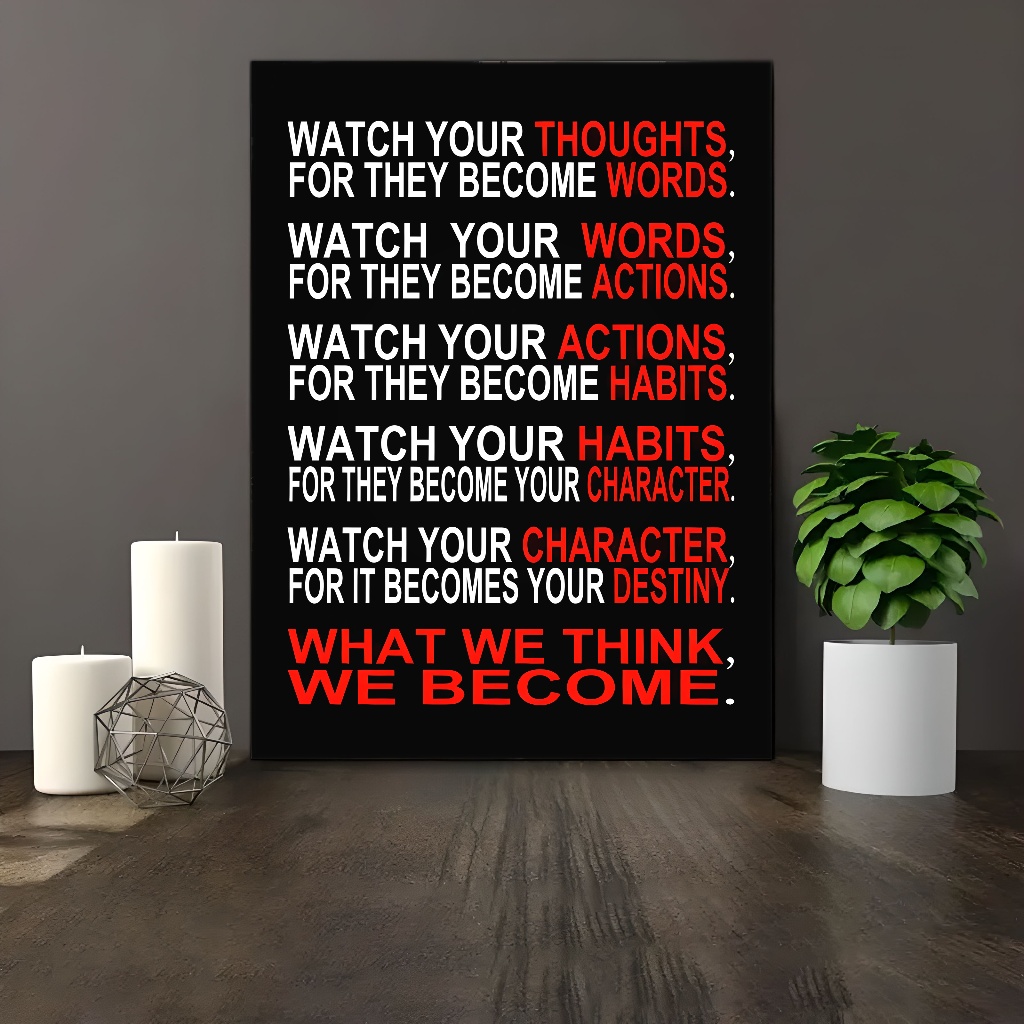 WATCH YOUR THOUGHTS,
FOR THEY BECOME WORDS.
WATCH YOUR WORDS,
FOR THEY BECOME ACTIONS.
WATCH YOUR ACTIONS,
FOR THEY BECOME HABITS.
WATCH YOUR HABITS,
FOR THEY BECOME YOUR CHARACTER.
WATCH YOUR CHARACTER,
FOR IT BECOMES YOUR DESTINY.
WHAT WE THINK,
WE BECOME.